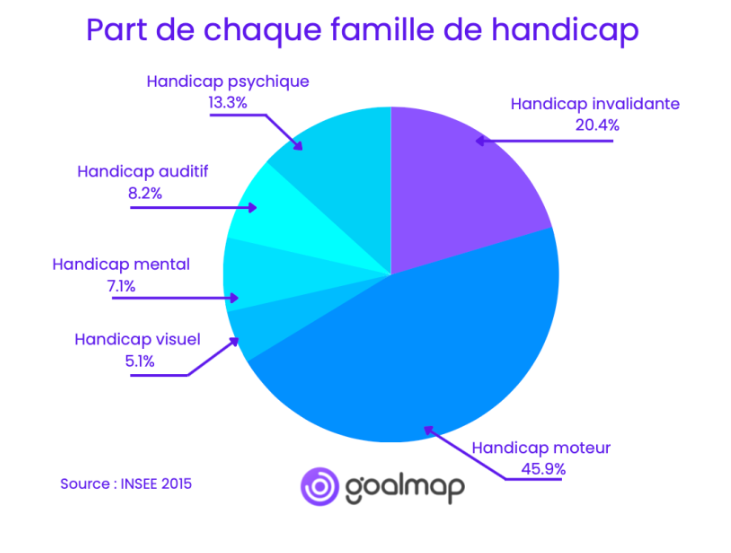 Part de chaque famille de handicap
Handicap psychique
13.3%
Handicap invalidante
20.4%
Handicap auditif
8.2%
Handicap mental
7.1%
Handicap visuel
5.1%
Handicap moteur
45.9%
Source : INSEE 2015
goalmap